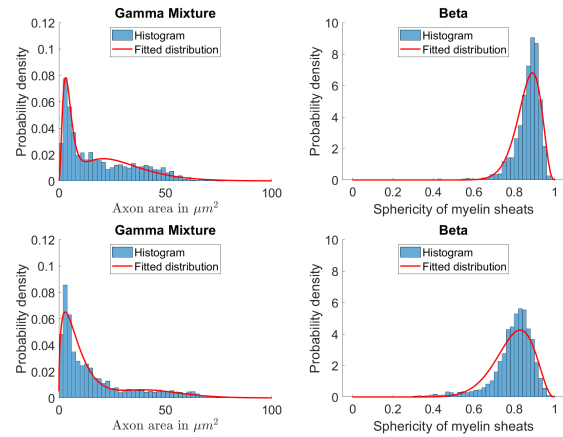 Gamma Mixture
0.12
0.1
0.08
0.06
0.04
0.02
0
Probability density
Histogram
Fitted distribution
0 50 100
Axon area in μm²
Beta
10
8
6
4
2
0
Probability density
Histogram
Fitted distribution
0 0.2 0.4 0.6 0.8 1
Sphericity of myelin sheats
Gamma Mixture
0.12
0.1
0.08
0.06
0.04
0.02
0
Probability density
Histogram
Fitted distribution
0 50 100
Axon area in μm²
Beta
10
8
6
4
2
0
Probability density
Histogram
Fitted distribution
0 0.2 0.4 0.6 0.8 1
Sphericity of myelin sheats